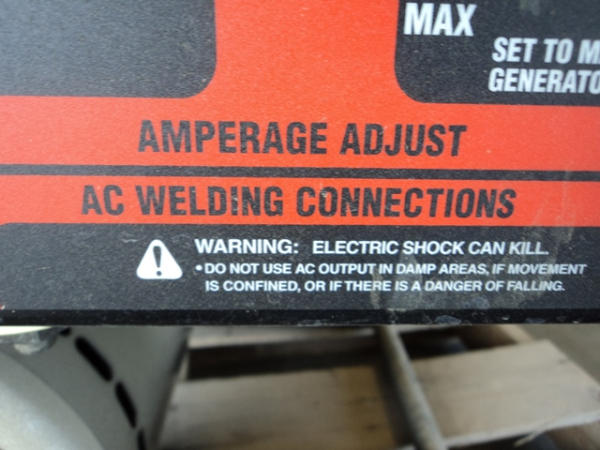 MAX
SET TO
GENERATO
AMPERAGE ADJUST
AC WELDING CONNECTIONS
WARNING: ELECTRIC SHOCK CAN KILL.
• DO NOT USE AC OUTPUT IN DAMP AREAS, IF MOVEMENT
IS CONFINED, OR IF THERE IS A DANGER OF FALLING.